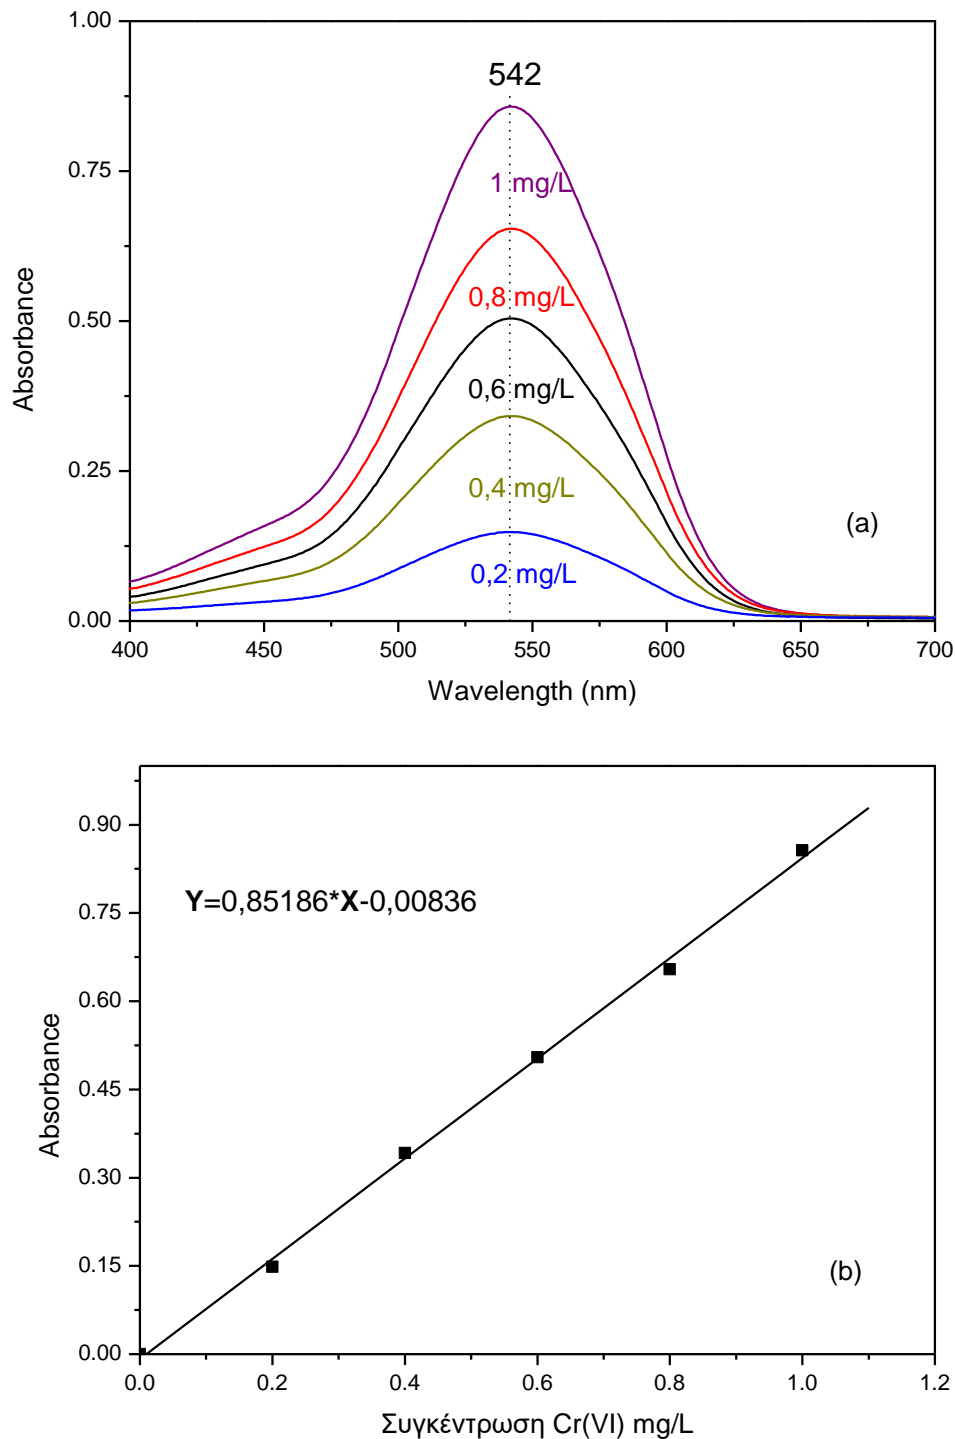 1.00
542
0.75
1 mg/L
0,8 mg/L
0.50
Absorbance
0,6 mg/L
0.25
0,4 mg/L
(a)
0,2 mg/L
0.00
400 450 500 550 600 650 700
Wavelength (nm)
0.90
Y=0,85186*X-0,00836
0.75
0.60
Absorbance
0.45
0.30
0.15
(b)
0.00
0.0 0.2 0.4 0.6 0.8 1.0 1.2
Συγκέντρωση Cr(VI) mg/L